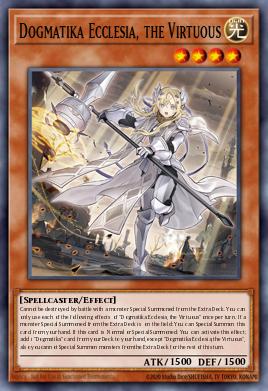 DOGMATIKA ECCLESIA, THE VIRTUOUS
光
[SPELLCASTER/EFFECT]
Cannot be destroyed by battle with a monster Special Summoned from the Extra Deck. You can
only use each of the following effects of "Dogmatika Ecclesia, the Virtuous" once per turn. If a
monster Special Summoned from the Extra Deck is on the field: You can Special Summon this
card from your hand. If this card is Normal or Special Summoned: You can activate this effect;
add 1 "Dogmatika" card from your Deck to your hand, except "Dogmatika Ecclesia, the Virtuous",
also you cannot Special Summon monsters from the Extra Deck for the rest of this turn.
ATK/1500 DEF/1500